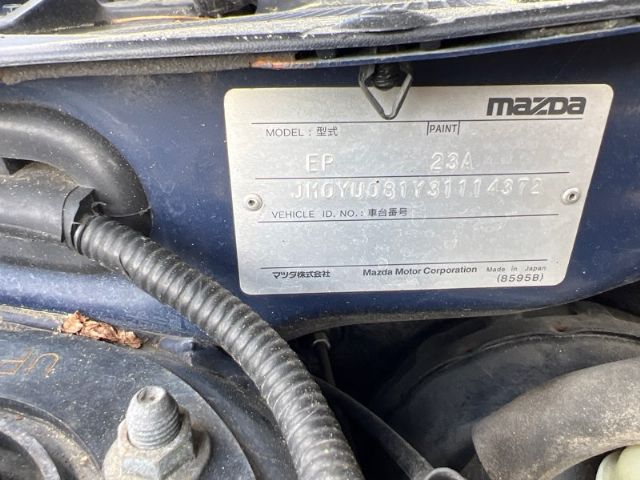 mazda
MODEL : 型式 PAINT
EP 23A
JM0YU081Y31114372
VEHICLE ID. NO. : 車台番号
マツダ株式会社 Mazda Motor Corporation Made in Japan
(8595B)
UF